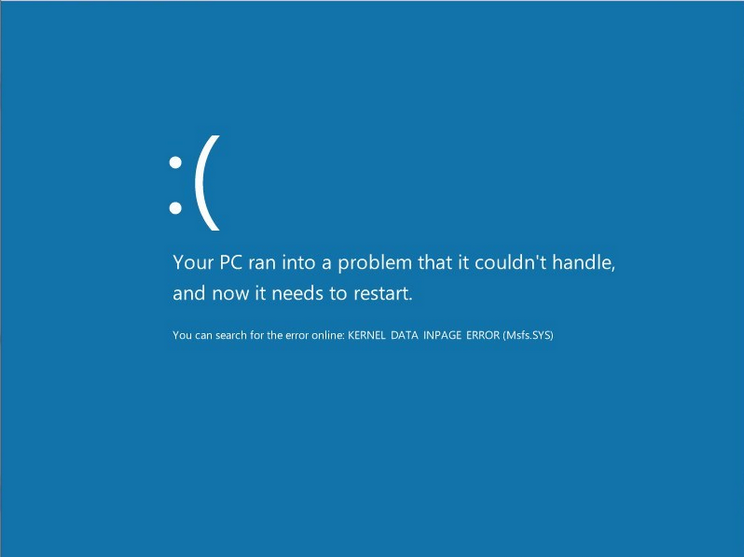 :(
Your PC ran into a problem that it couldn't handle,
and now it needs to restart.
You can search for the error online: KERNEL DATA INPAGE ERROR (Msfs.SYS)